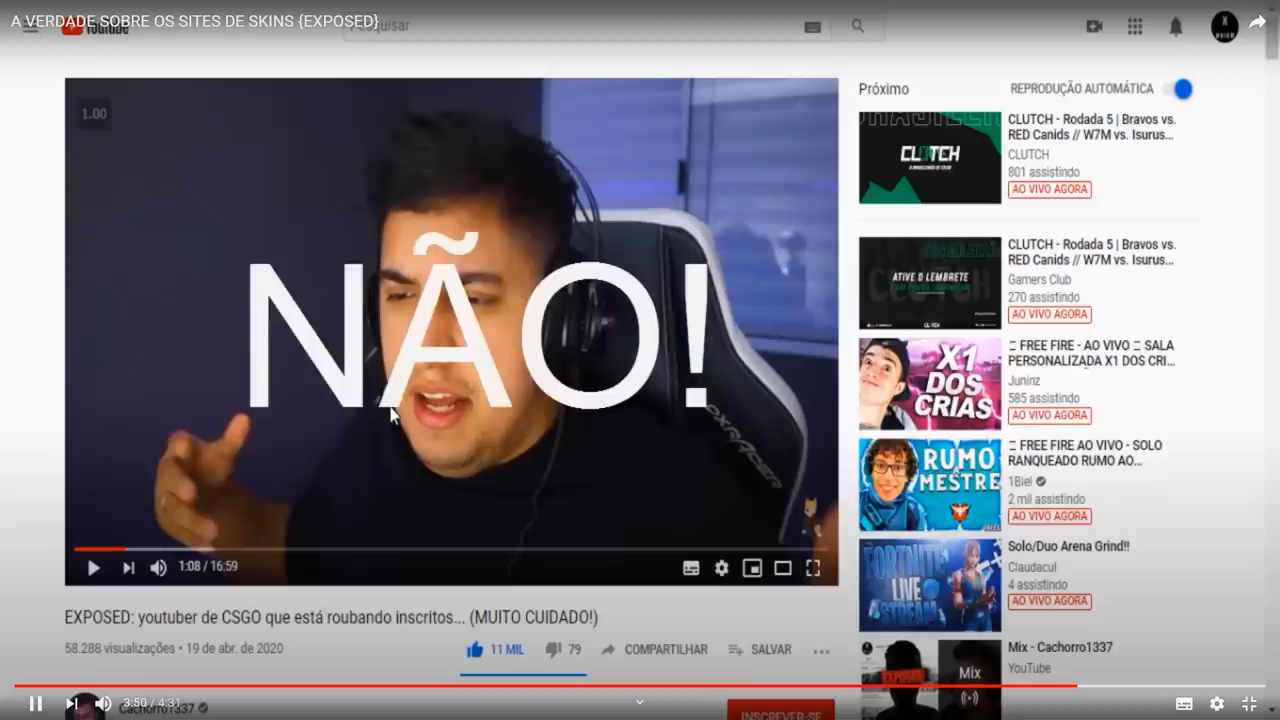 A VERDADE SOBRE OS SITES DE SKINS {EXPOSED}
YouTube
Pesquisar
1.00
NÃO!
DXRACER
1:08 / 16:59
EXPOSED: youtuber de CSGO que está roubando inscritos... (MUITO CUIDADO!)
58.288 visualizações • 19 de abr. de 2020
11 MIL
79
COMPARTILHAR
SALVAR
Cachorro1337
INSCREVER-SE
3:50 / 4:31
Próximo
REPRODUÇÃO AUTOMÁTICA
CLUTCH
CLUTCH - Rodada 5 | Bravos vs.
RED Canids // W7M vs. Isurus...
CLUTCH
801 assistindo
AO VIVO AGORA
ATIVE O LEMBRETE
CLUTCH - Rodada 5 | Bravos vs.
RED Canids // W7M vs. Isurus...
Gamers Club
270 assistindo
AO VIVO AGORA
X1
DOS
CRIAS
FREE FIRE - AO VIVO SALA
PERSONALIZADA X1 DOS CRI...
Juninz
585 assistindo
AO VIVO AGORA
RUMO
MESTRE
FREE FIRE AO VIVO - SOLO
RANQUEADO RUMO AO...
1Biel
2 mil assistindo
AO VIVO AGORA
FORTNITE
LIVE
STREAM
Solo/Duo Arena Grind!!
Claudacul
4 assistindo
AO VIVO AGORA
EXPOSED
Mix
Mix - Cachorro1337
YouTube